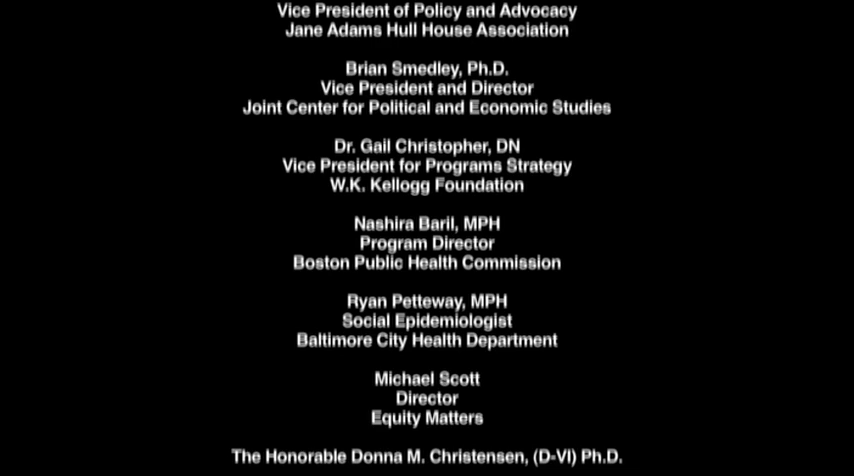 Vice President of Policy and Advocacy
Jane Adams Hull House Association
Brian Smedley, Ph.D.
Vice President and Director
Joint Center for Political and Economic Studies
Dr. Gail Christopher, DN
Vice President for Programs Strategy
W.K. Kellogg Foundation
Nashira Baril, MPH
Program Director
Boston Public Health Commission
Ryan Petteway, MPH
Social Epidemiologist
Baltimore City Health Department
Michael Scott
Director
Equity Matters
The Honorable Donna M. Christensen, (D-VI) Ph.D.